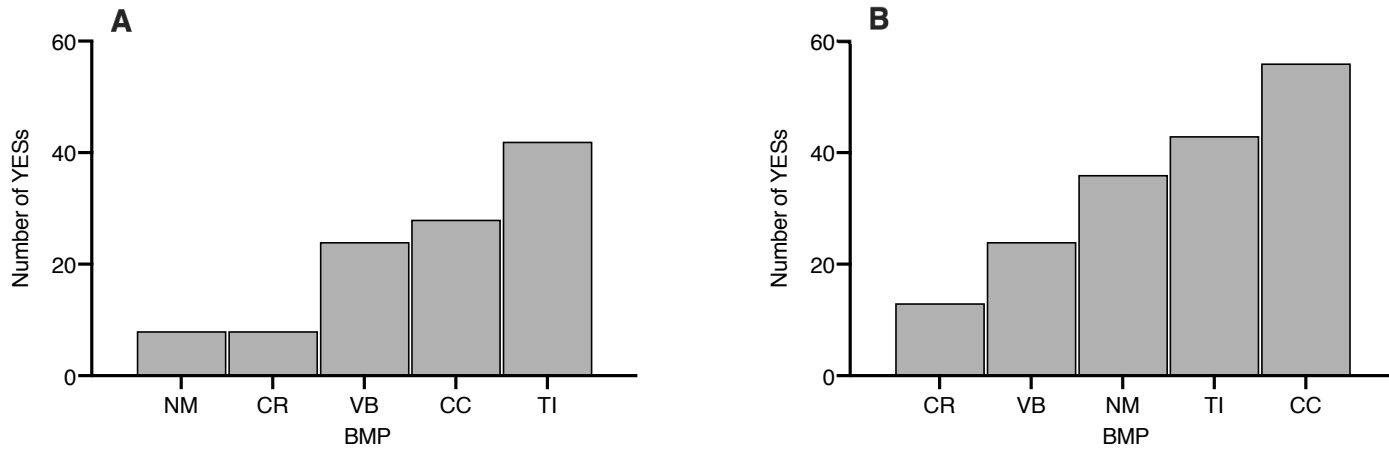 A
60
40
20
0
Number of YESs
NM CR VB CC TI
BMP
B
60
40
20
0
Number of YESs
CR VB NM TI CC
BMP